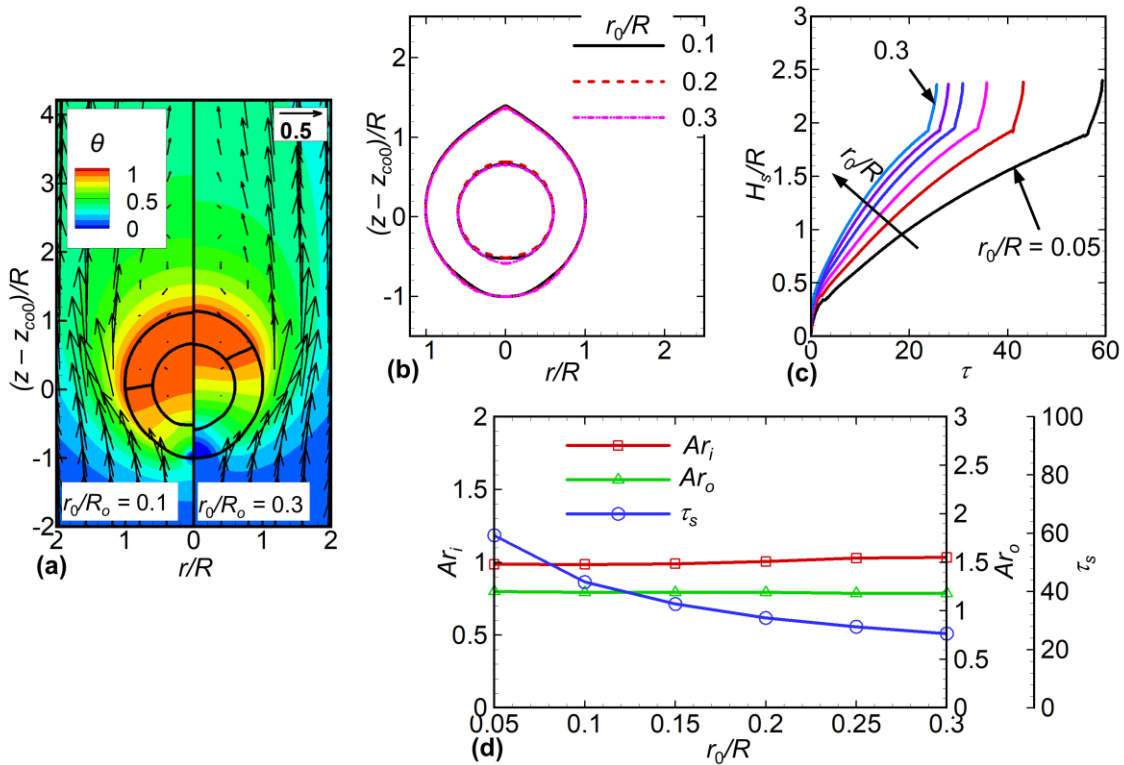 (z – z_co0)/R
4
3
2
1
0
-1
-2
θ
1
0.5
0
0.5
r_0/R_o = 0.1
r_0/R_o = 0.3
2 1 0 1 2
r/R
(a)
(z – z_co0)/R
2
1
0
-1
r_0/R
0.1
0.2
0.3
1 0 1 2
r/R
(b)
H_s/R
3
2.5
2
1.5
1
0.5
0
0.3
r_0/R
r_0/R = 0.05
0 20 40 60
τ
(c)
Ar_i
2
1.5
1
0.5
0
Ar_i
Ar_o
τ_s
3
2.5
2
1.5
1
0.5
0
Ar_o
100
80
60
40
20
0
τ_s
0.05 0.1 0.15 0.2 0.25 0.3
r_0/R
(d)